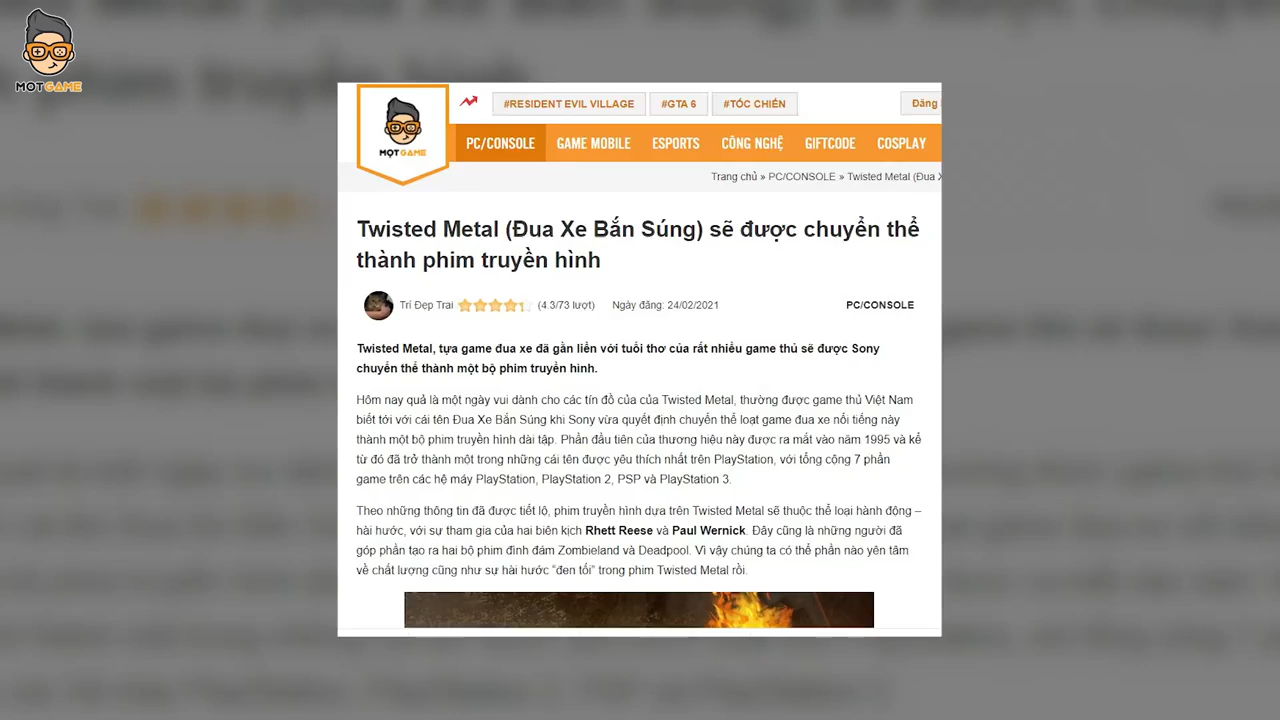 MỌTGAME
#RESIDENT EVIL VILLAGE #GTA 6 #TỐC CHIẾN Đăng
MỌTGAME
PC/CONSOLE GAME MOBILE ESPORTS CÔNG NGHỆ GIFTCODE COSPLAY
Trang chủ » PC/CONSOLE » Twisted Metal (Đua X
Twisted Metal (Đua Xe Bắn Súng) sẽ được chuyển thể
thành phim truyền hình
Trí Đẹp Trai (4.3/73 lượt) Ngày đăng: 24/02/2021 PC/CONSOLE
Twisted Metal, tựa game đua xe đã gắn liền với tuổi thơ của rất nhiều game thủ sẽ được Sony
chuyển thể thành một bộ phim truyền hình.
Hôm nay quả là một ngày vui dành cho các tín đồ của của Twisted Metal, thường được game thủ Việt Nam
biết tới với cái tên Đua Xe Bắn Súng khi Sony vừa quyết định chuyển thể loạt game đua xe nổi tiếng này
thành một bộ phim truyền hình dài tập. Phần đầu tiên của thương hiệu này được ra mắt vào năm 1995 và kể
từ đó đã trở thành một trong những cái tên được yêu thích nhất trên PlayStation, với tổng cộng 7 phần
game trên các hệ máy PlayStation, PlayStation 2, PSP và PlayStation 3.
Theo những thông tin đã được tiết lộ, phim truyền hình dựa trên Twisted Metal sẽ thuộc thể loại hành động –
hài hước, với sự tham gia của hai biên kịch Rhett Reese và Paul Wernick. Đây cũng là những người đã
góp phần tạo ra hai bộ phim đình đám Zombieland và Deadpool. Vì vậy chúng ta có thể phần nào yên tâm
về chất lượng cũng như sự hài hước “đen tối” trong phim Twisted Metal rồi.